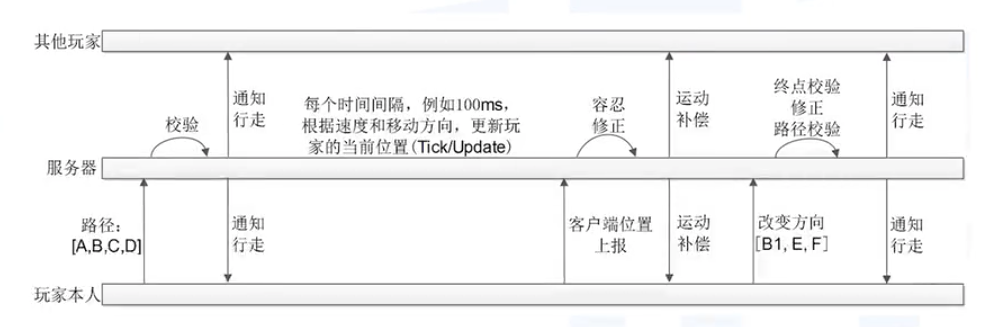 其他玩家
通知
行走
每个时间间隔，例如100ms，
根据速度和移动方向，更新玩
家的当前位置(Tick/Update)
校验
容忍
修正
运动
补偿
终点校验
修正
路径校验
通知
行走
服务器
路径：
[A,B,C,D]
通知
行走
客户端位置
上报
运动
补偿
改变方向
[B1, E, F]
通知
行走
玩家本人